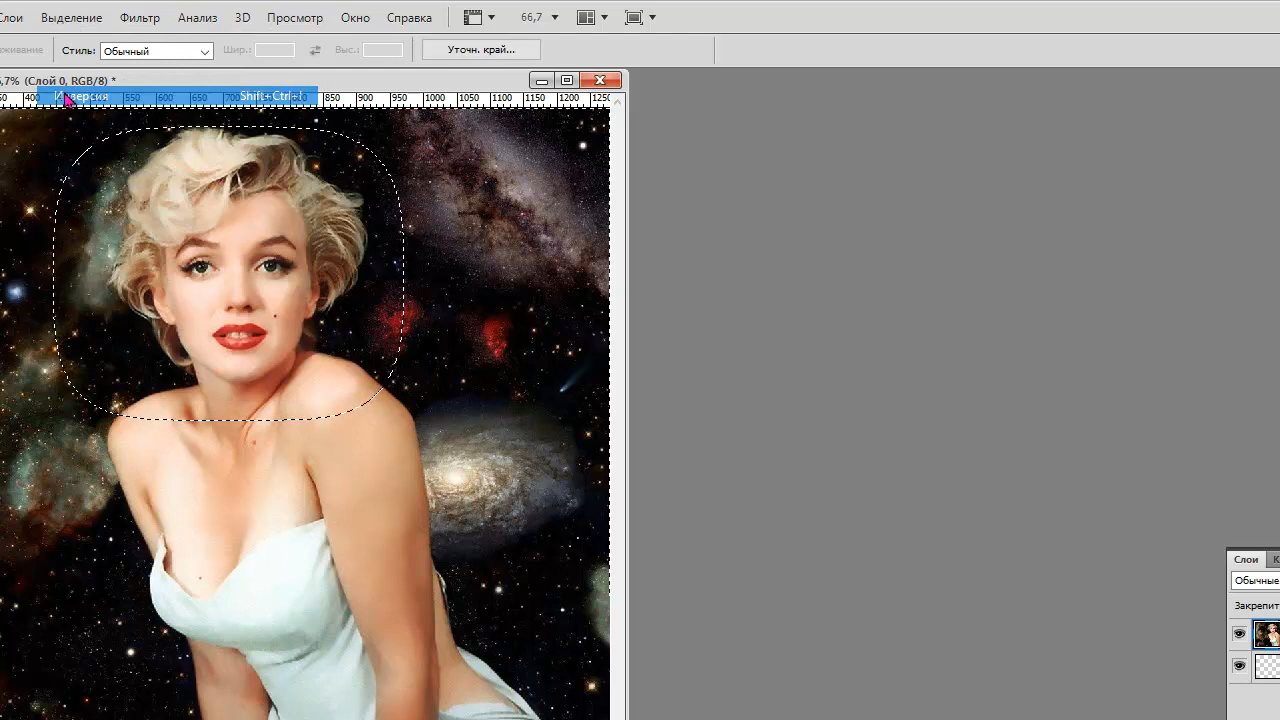 Слои Выделение Фильтр Анализ 3D Просмотр Окно Справка 66,7
Стиль: Обычный Шир.: Выс.: Уточн. край...
,7% (Слой 0, RGB/8) *
Инверсия Shift+Ctrl+I
400 550 600 650 700 750 800 850 900 950 1000 1050 1100 1150 1200 1250
Слои К
Обычные
Закрепит